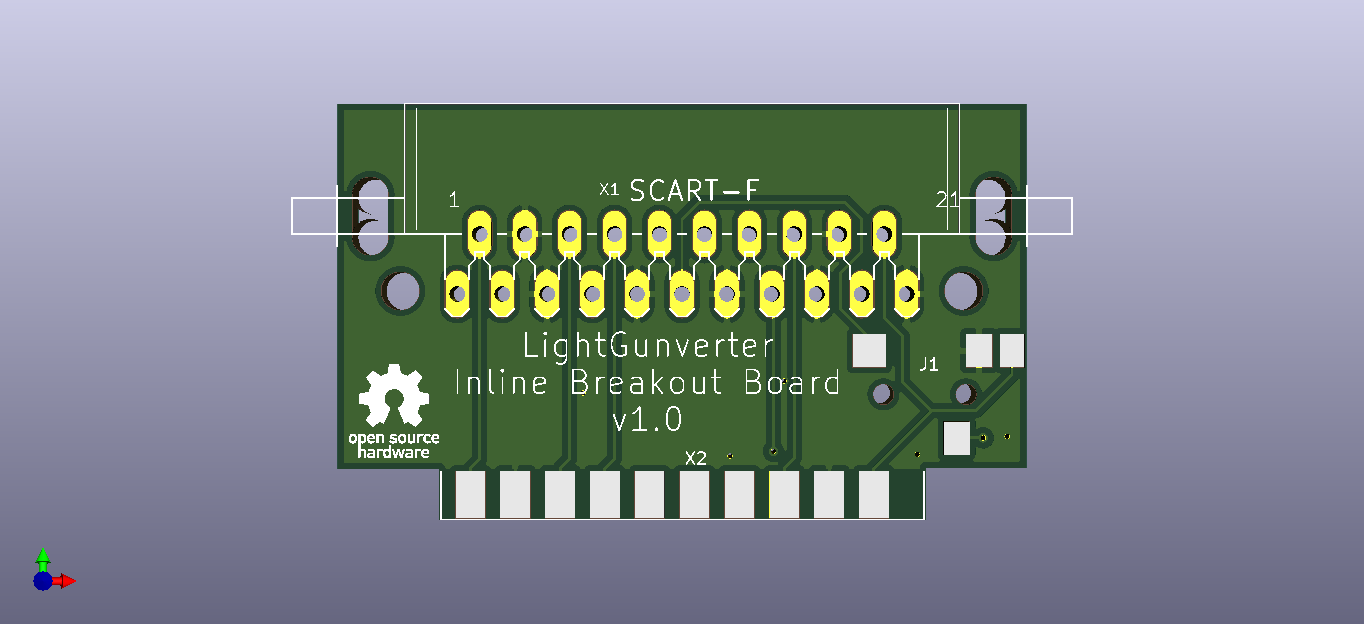 X1 SCART-F
1
21
LightGunverter
Inline Breakout Board
v1.0
J1
open source
hardware
X2